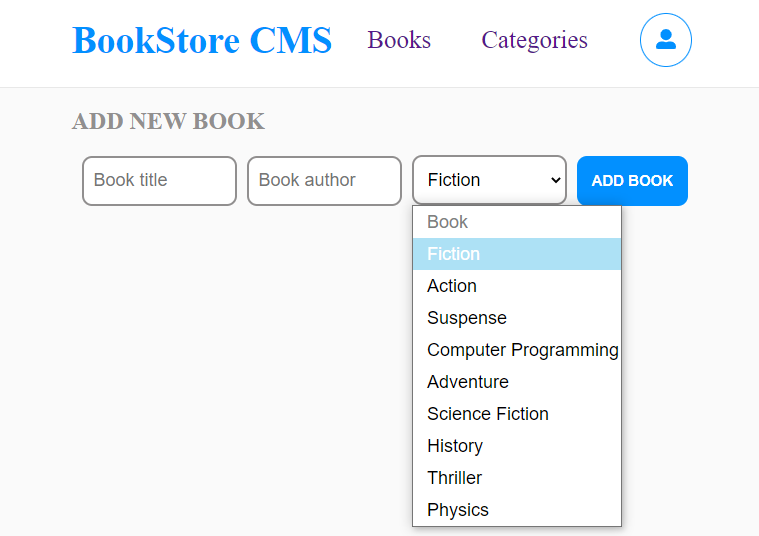 BookStore CMS Books Categories
ADD NEW BOOK
Book title Book author Fiction ADD BOOK
Book
Fiction
Action
Suspense
Computer Programming
Adventure
Science Fiction
History
Thriller
Physics